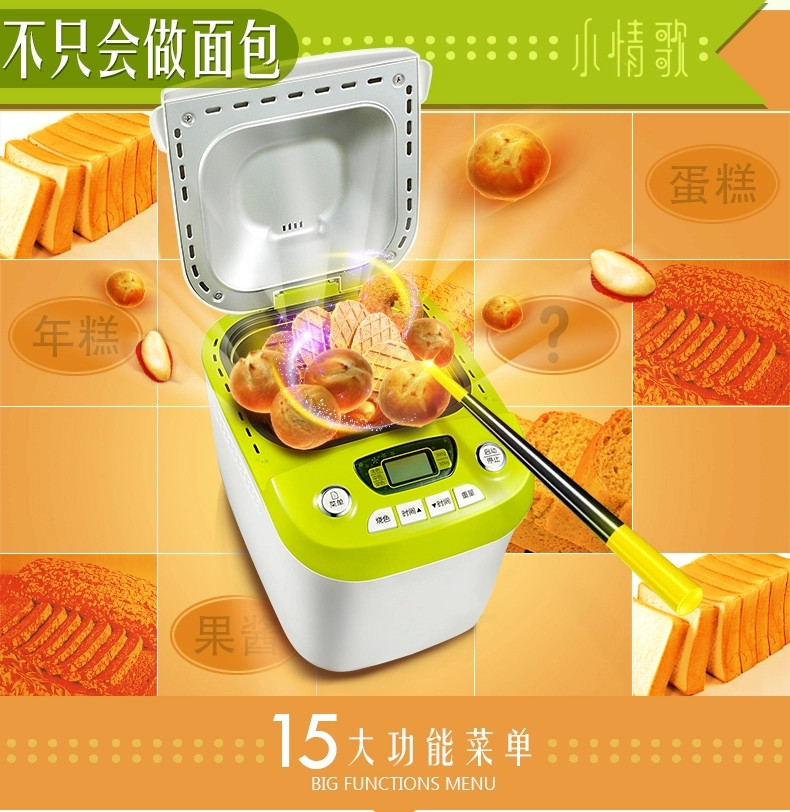 不只会做面包
小情歌
蛋糕
年糕
?
启动
停止
菜单
烧色
时间▲
▼时间
重量
果酱
15大功能菜单
BIG FUNCTIONS MENU